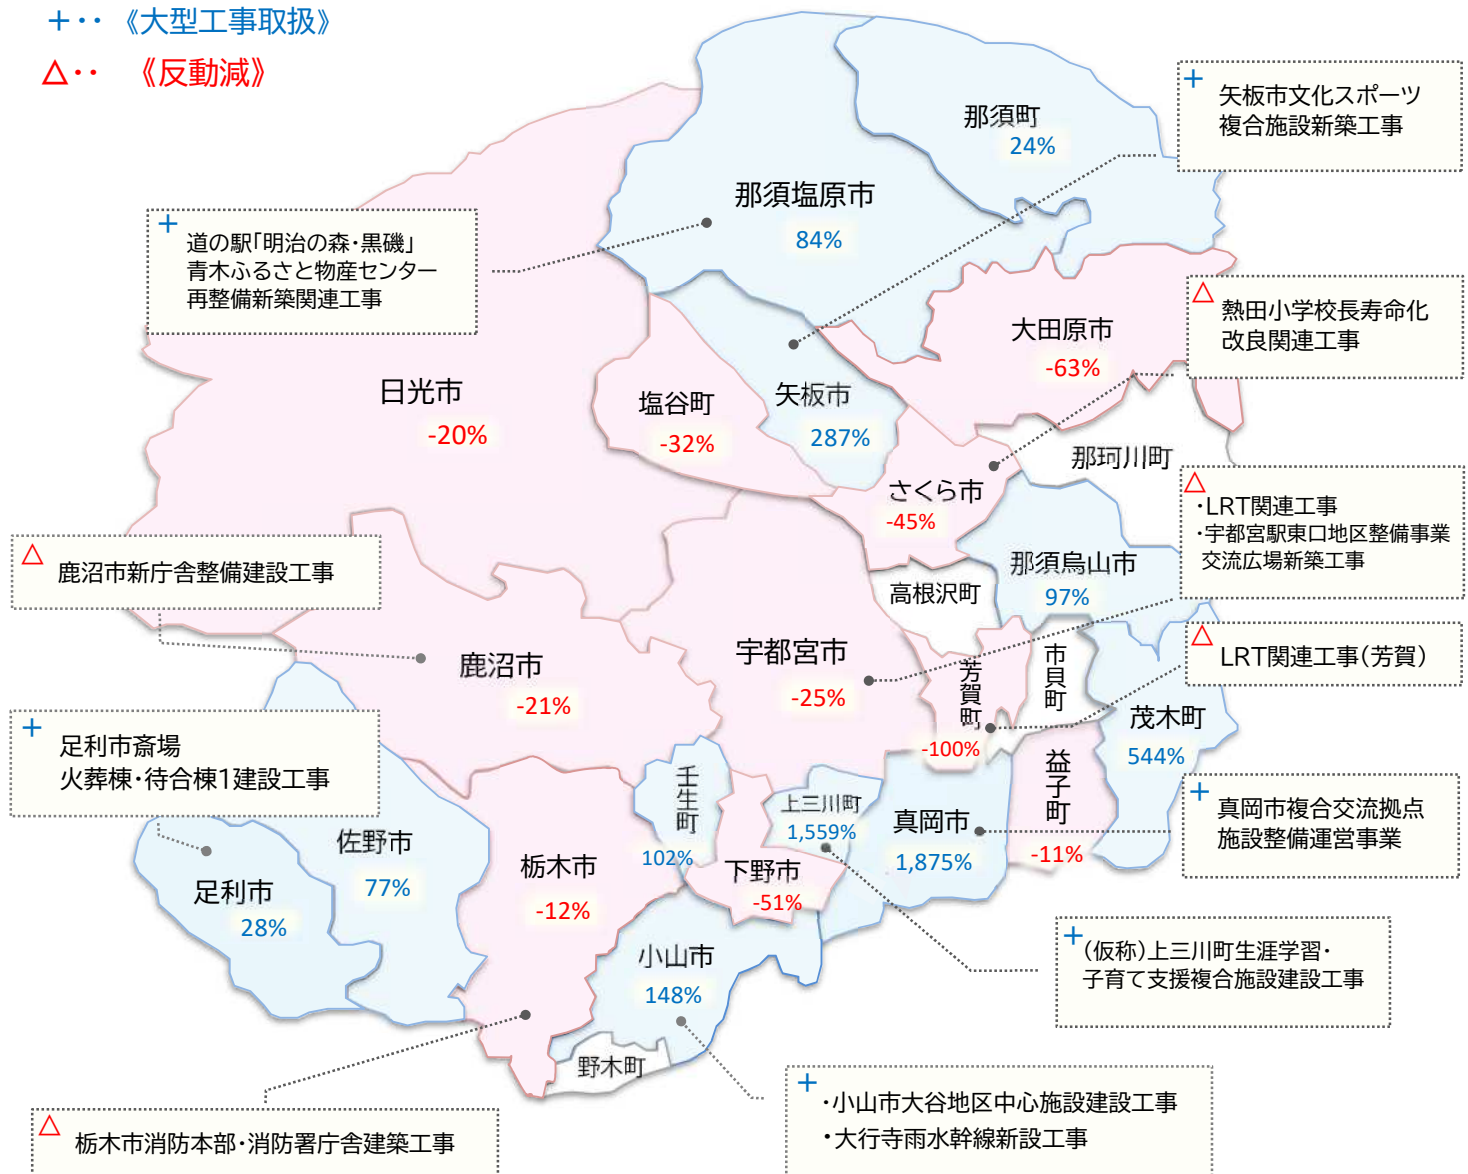 +‥《大型工事取扱》
△‥ 《反動減》
+
矢板市文化スポーツ
複合施設新築工事
那須町
24%
那須塩原市
84%
+
道の駅「明治の森・黒磯」
青木ふるさと物産センター
再整備新築関連工事
△
熱田小学校長寿命化
改良関連工事
大田原市
-63%
日光市
-20%
塩谷町
-32%
矢板市
287%
那珂川町
さくら市
-45%
△
・LRT関連工事
・宇都宮駅東口地区整備事業
交流広場新築工事
△
鹿沼市新庁舎整備建設工事
那須烏山市
97%
高根沢町
宇都宮市
-25%
鹿沼市
-21%
芳賀町
-100%
市貝町
△
LRT関連工事(芳賀)
茂木町
544%
+
足利市斎場
火葬棟・待合棟1建設工事
益子町
-11%
壬生町
102%
上三川町
1,559%
真岡市
1,875%
+
真岡市複合交流拠点
施設整備運営事業
佐野市
77%
足利市
28%
栃木市
-12%
下野市
-51%
小山市
148%
+
(仮称)上三川町生涯学習・
子育て支援複合施設建設工事
野木町
+
・小山市大谷地区中心施設建設工事
・大行寺雨水幹線新設工事
△
栃木市消防本部・消防署庁舎建築工事